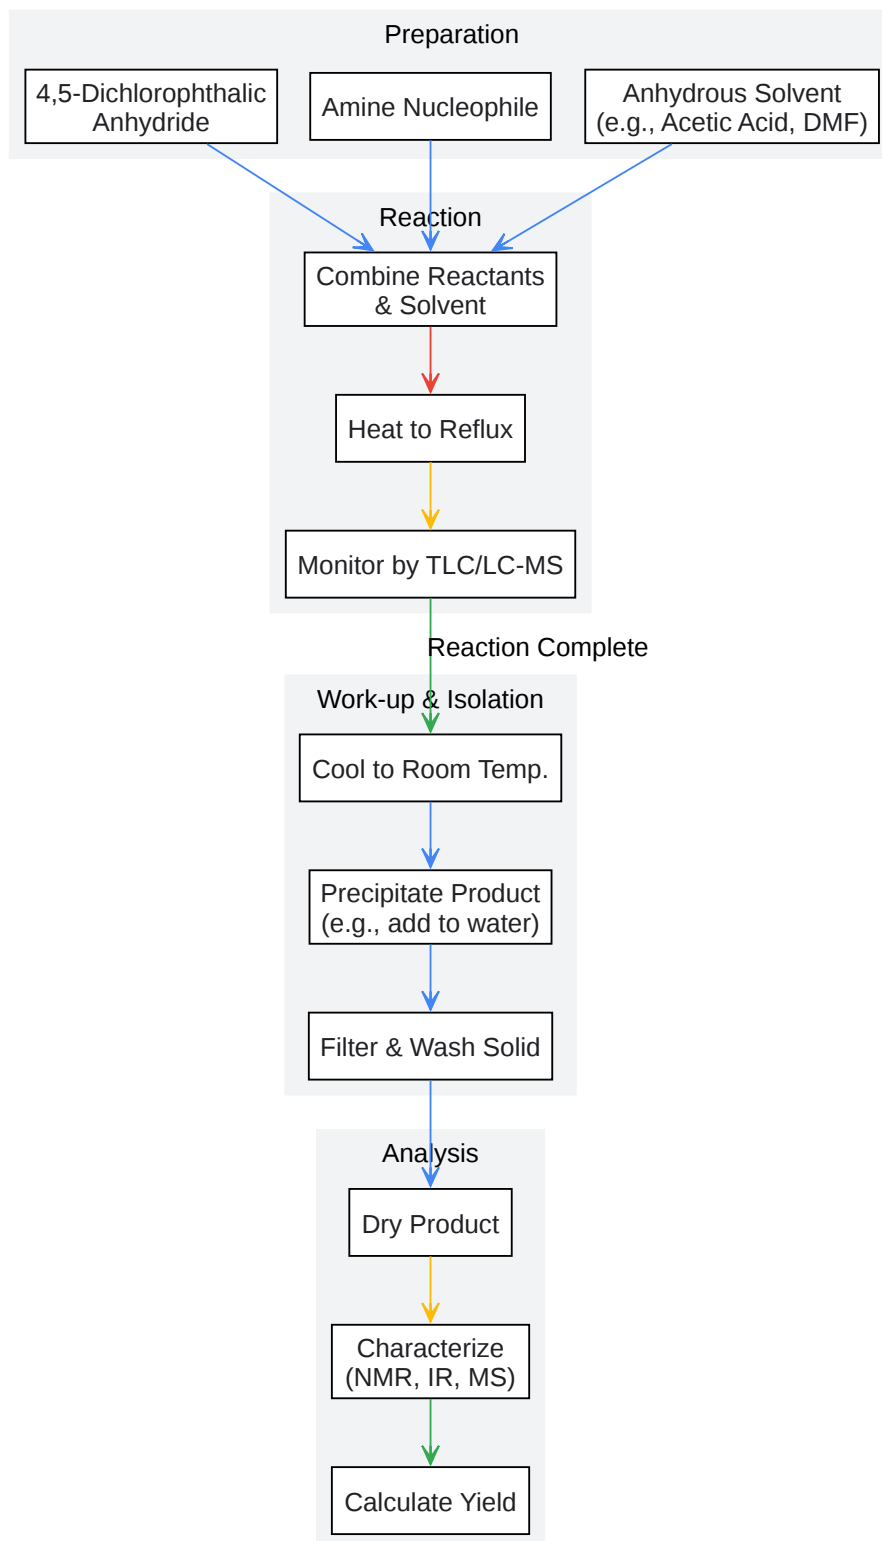 Preparation
4,5-Dichlorophthalic
Anhydride
Amine Nucleophile
Anhydrous Solvent
(e.g., Acetic Acid, DMF)
Reaction
Combine Reactants
& Solvent
Heat to Reflux
Monitor by TLC/LC-MS
Reaction Complete
Work-up & Isolation
Cool to Room Temp.
Precipitate Product
(e.g., add to water)
Filter & Wash Solid
Analysis
Dry Product
Characterize
(NMR, IR, MS)
Calculate Yield